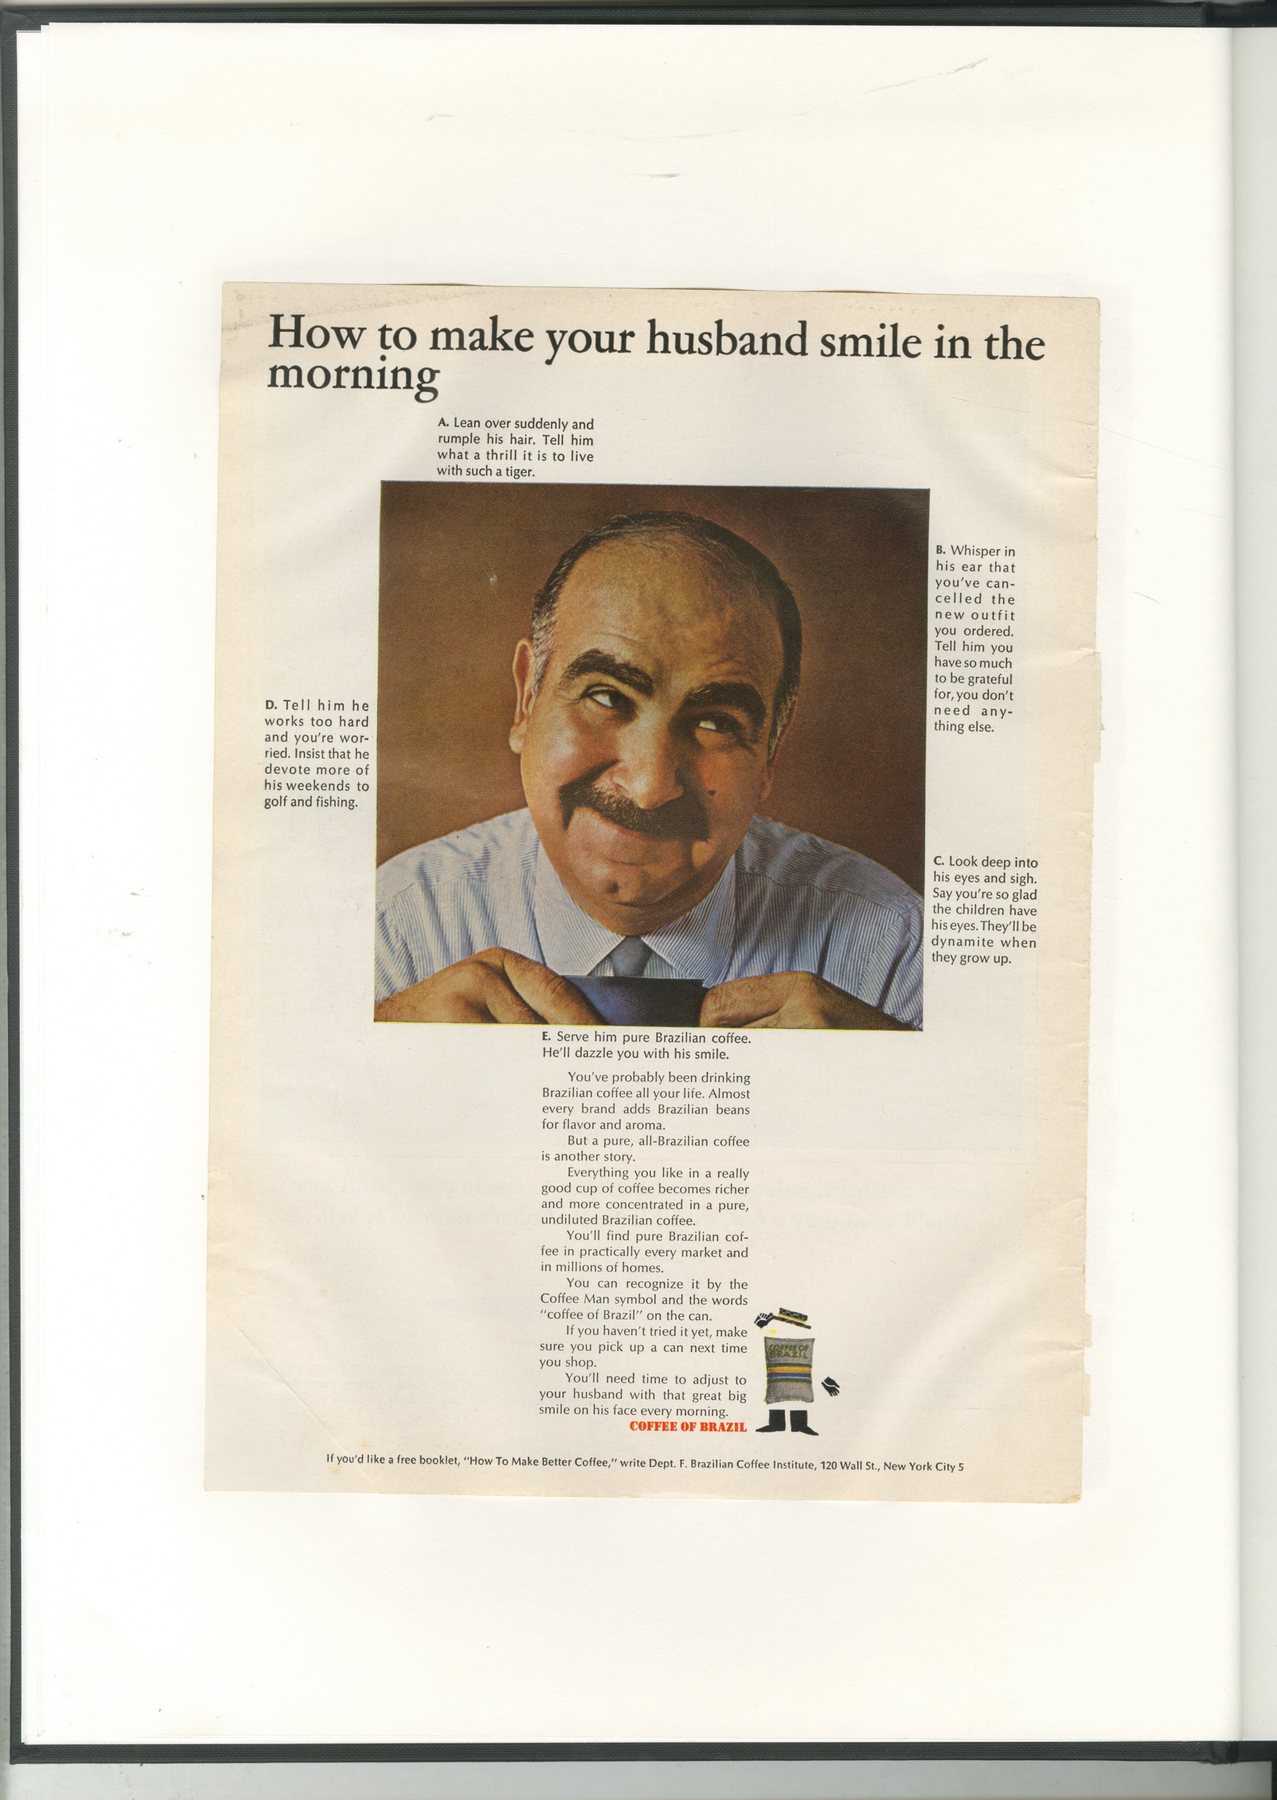 How to make your husband smile in the
morning
A. Lean over suddenly and
rumple his hair. Tell him
what a thrill it is to live
with such a tiger.
B. Whisper in
his ear that
you've can-
celled the
new outfit
you ordered.
Tell him you
have so much
to be grateful
for, you don't
need any-
thing else.
C. Look deep into
his eyes and sigh.
Say you're so glad
the children have
his eyes. They'll be
dynamite when
they grow up.
D. Tell him he
works too hard
and you're wor-
ried. Insist that he
devote more of
his weekends to
golf and fishing.
E. Serve him pure Brazilian coffee.
He'll dazzle you with his smile.
You've probably been drinking
Brazilian coffee all your life. Almost
every brand adds Brazilian beans
for flavor and aroma.
But a pure, all-Brazilian coffee
is another story.
Everything you like in a really
good cup of coffee becomes richer
and more concentrated in a pure,
undiluted Brazilian coffee.
You'll find pure Brazilian cof-
fee in practically every market and
in millions of homes.
You can recognize it by the
Coffee Man symbol and the words
"coffee of Brazil" on the can.
If you haven't tried it yet, make
sure you pick up a can next time
you shop.
You'll need time to adjust to
your husband with that great big
smile on his face every morning.
COFFEE OF BRAZIL
COFFEE OF
BRAZIL
If you'd like a free booklet, "How To Make Better Coffee," write Dept. F. Brazilian Coffee Institute, 120 Wall St., New York City 5